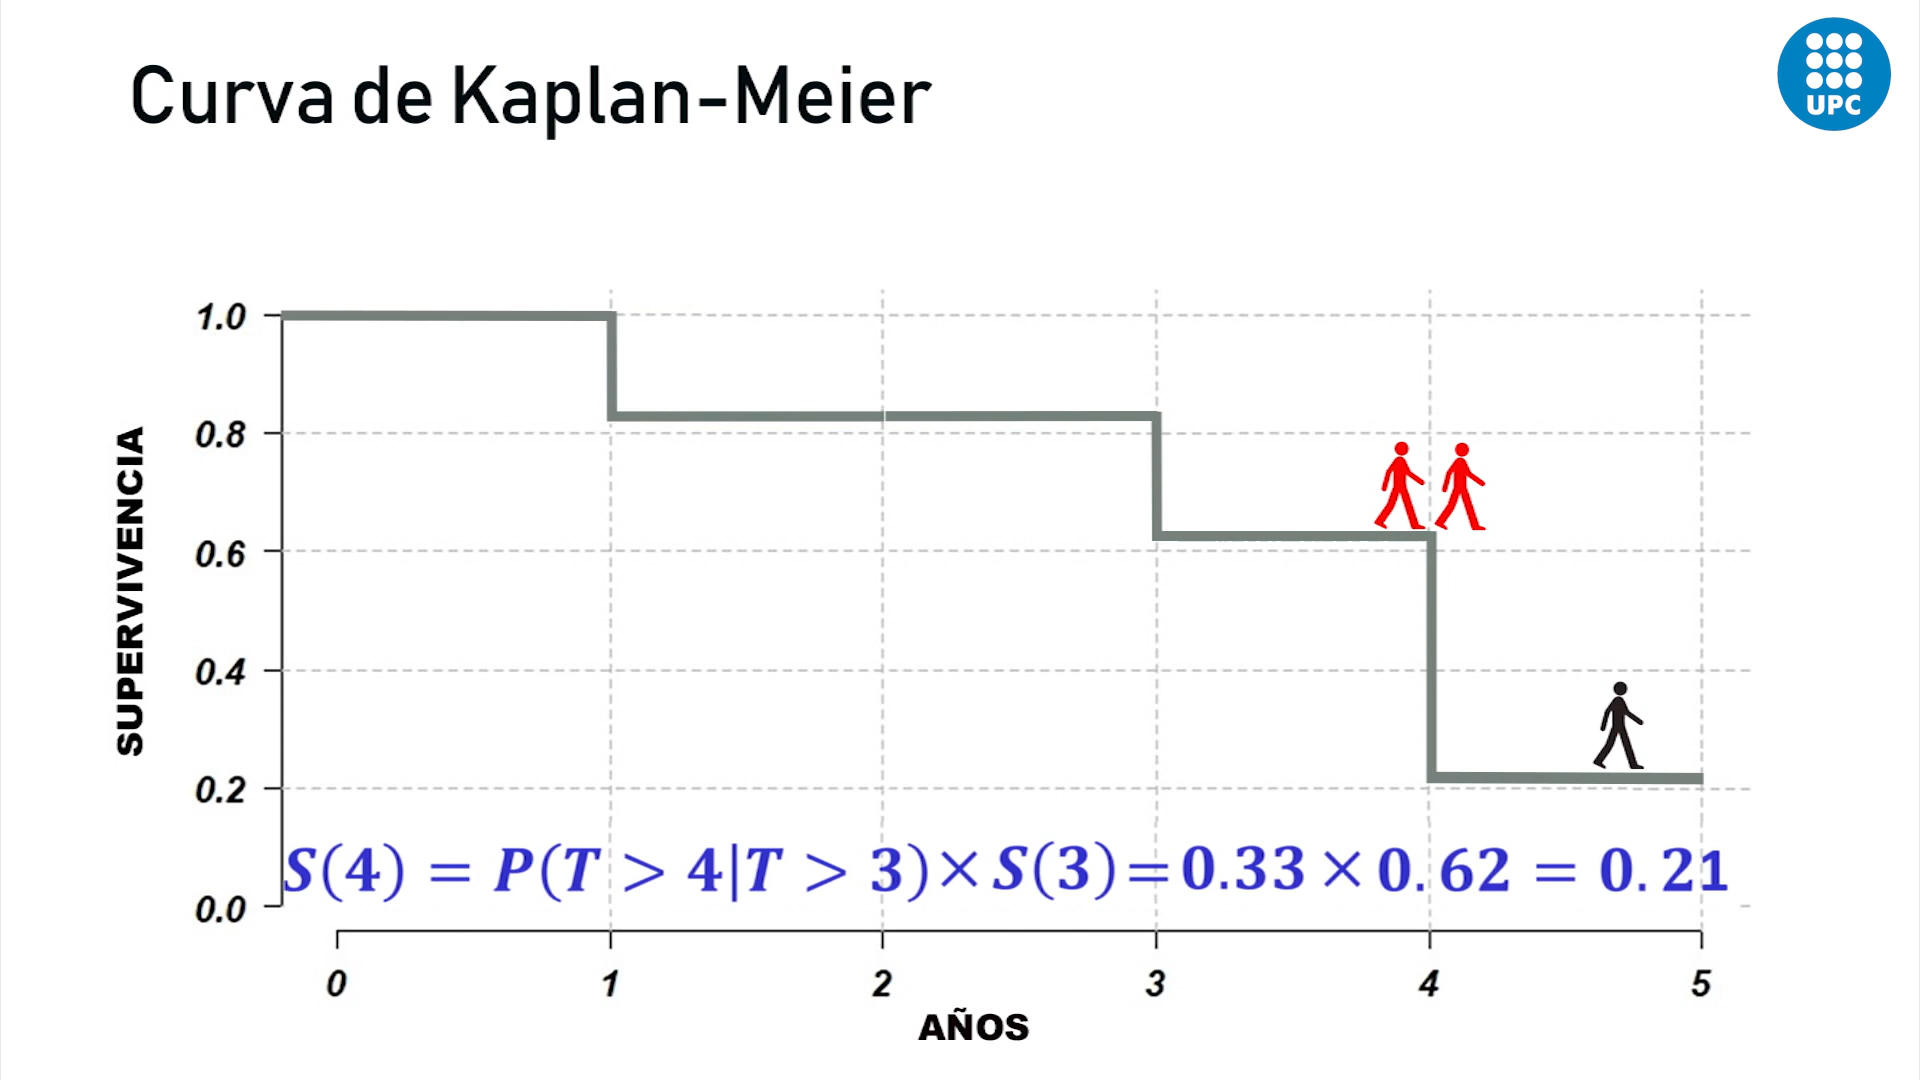 Curva de Kaplan-Meier
UPC
SUPERVIVENCIA
1.0
0.8
0.6
0.4
0.2
0.0
S(4) = P(T > 4|T > 3)×S(3)=0.33×0.62 = 0.21
0 1 2 3 4 5
AÑOS